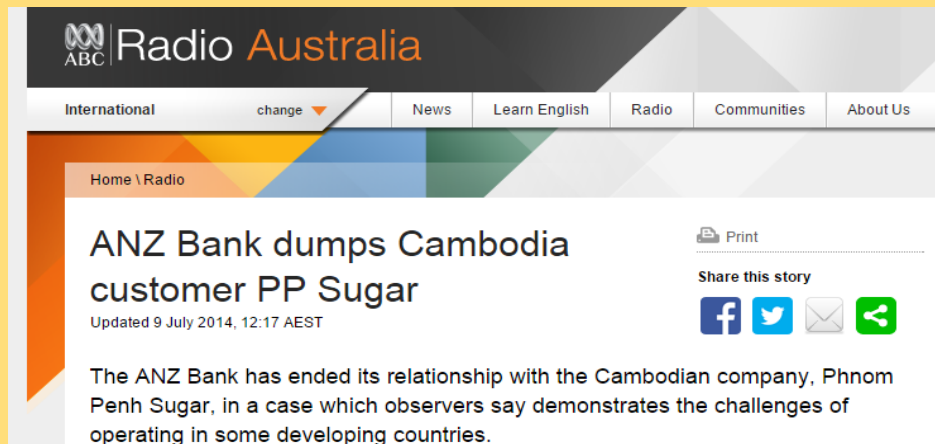 ABC Radio Australia
International change News Learn English Radio Communities About Us
Home \ Radio
ANZ Bank dumps Cambodia
customer PP Sugar
Updated 9 July 2014, 12:17 AEST
Print
Share this story
The ANZ Bank has ended its relationship with the Cambodian company, Phnom
Penh Sugar, in a case which observers say demonstrates the challenges of
operating in some developing countries.